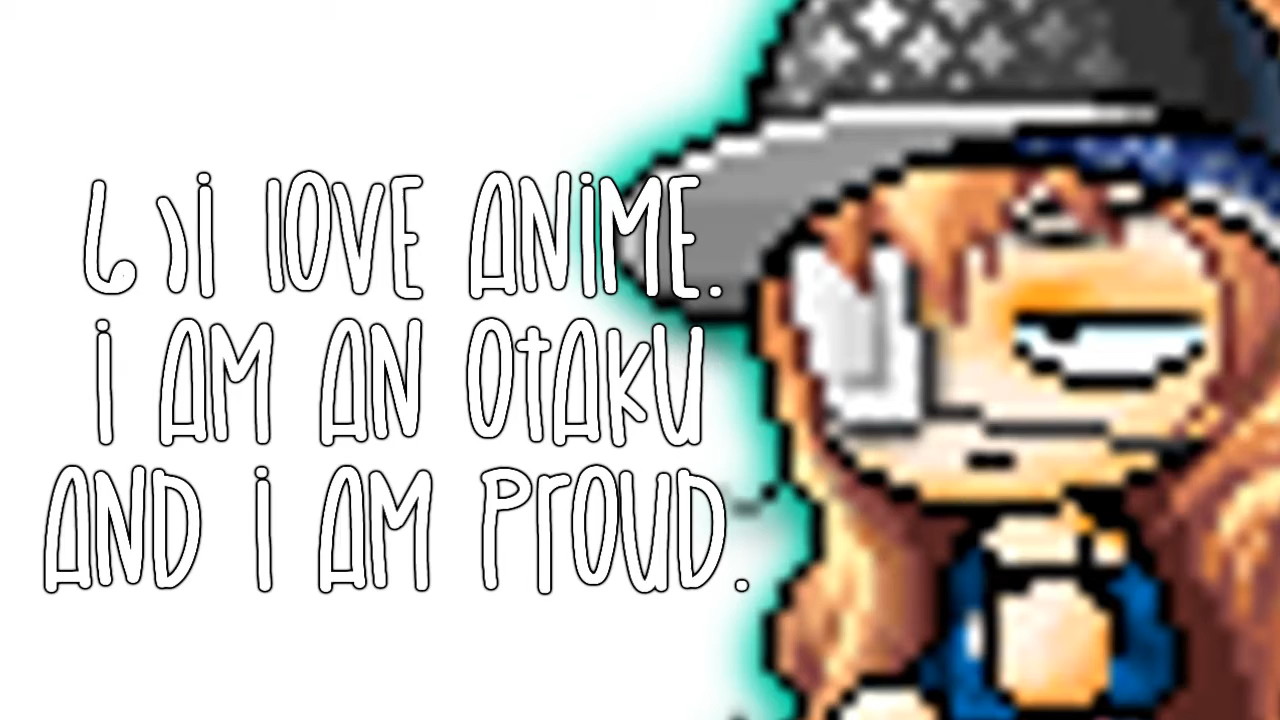 6)I LOVE ANIME.
I AM AN OTAKU
AND I AM PROUD.